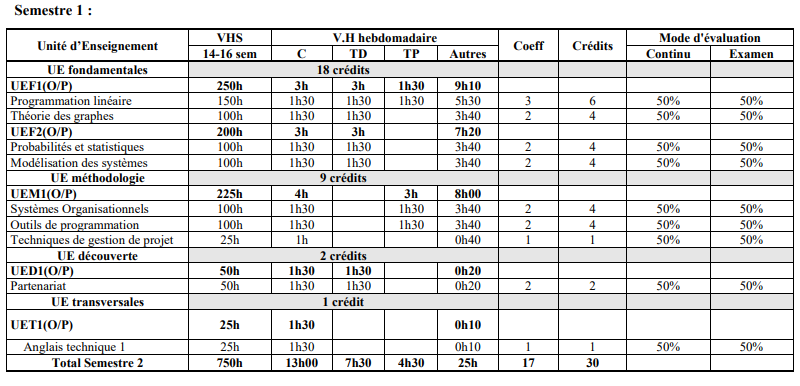 Semestre 1 :
Unité d'Enseignement VHS V.H hebdomadaire Coeff Crédits Mode d'évaluation
14-16 sem C TD TP Autres Continu Examen
UE fondamentales 18 crédits
UEF1(O/P) 250h 3h 3h 1h30 9h10
Programmation linéaire 150h 1h30 1h30 1h30 5h30 3 6 50% 50%
Théorie des graphes 100h 1h30 1h30 3h40 2 4 50% 50%
UEF2(O/P) 200h 3h 3h 7h20
Probabilités et statistiques 100h 1h30 1h30 3h40 2 4 50% 50%
Modélisation des systèmes 100h 1h30 1h30 3h40 2 4 50% 50%
UE méthodologie 9 crédits
UEM1(O/P) 225h 4h 3h 8h00
Systèmes Organisationnels 100h 1h30 1h30 3h40 2 4 50% 50%
Outils de programmation 100h 1h30 1h30 3h40 2 4 50% 50%
Techniques de gestion de projet 25h 1h 0h40 1 1 50% 50%
UE découverte 2 crédits
UED1(O/P) 50h 1h30 1h30 0h20
Partenariat 50h 1h30 1h30 0h20 2 2 50% 50%
UE transversales 1 crédit
UET1(O/P) 25h 1h30 0h10
Anglais technique 1 25h 1h30 0h10 1 1 50% 50%
Total Semestre 2 750h 13h00 7h30 4h30 25h 17 30